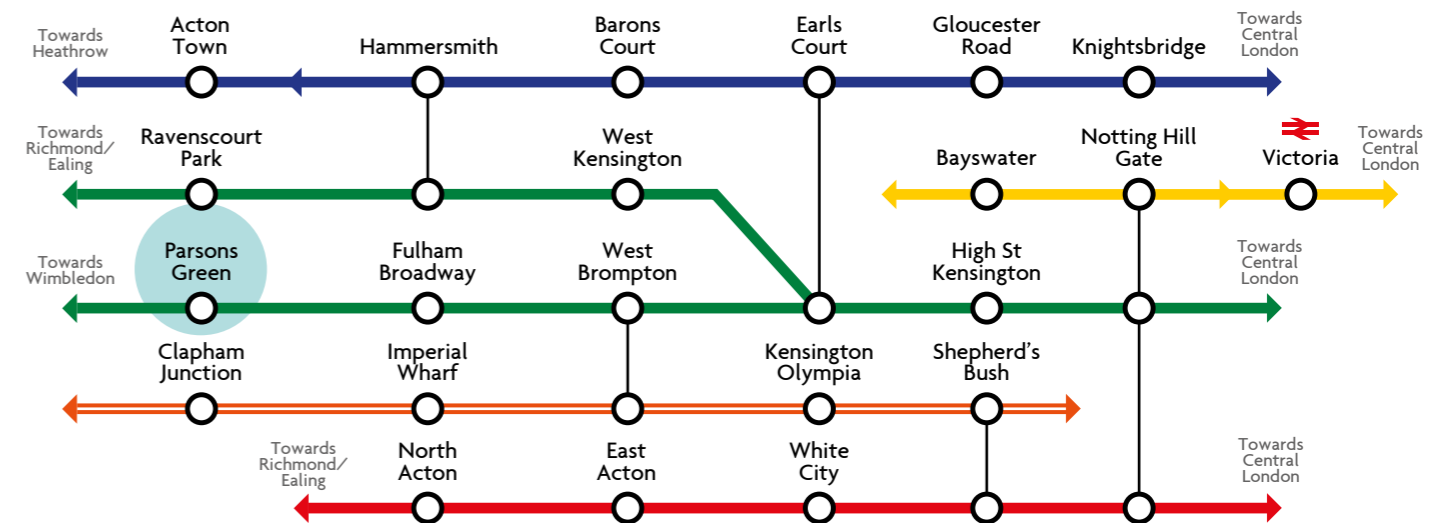 Towards
Heathrow
Acton
Town
Hammersmith
Barons
Court
Earls
Court
Gloucester
Road
Knightsbridge
Towards
Central
London
Towards
Richmond/
Ealing
Ravenscourt
Park
West
Kensington
Bayswater
Notting Hill
Gate
Victoria
Towards
Central
London
Towards
Wimbledon
Parsons
Green
Fulham
Broadway
West
Brompton
High St
Kensington
Towards
Central
London
Clapham
Junction
Imperial
Wharf
Kensington
Olympia
Shepherd's
Bush
Towards
Richmond/
Ealing
North
Acton
East
Acton
White
City
Towards
Central
London